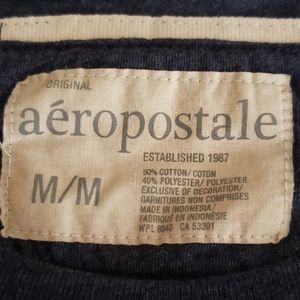 ORIGINAL
aéropostale
ESTABLISHED 1987
M/M
60% COTTON/ COTON
40% POLYESTER/ POLYESTER
EXCLUSIVE OF DECORATION/
GARNITURES NON COMPRISES
MADE IN INDONESIA/
FABRIQUÉ EN INDONÉSIE
WPL 8046 CA 53201